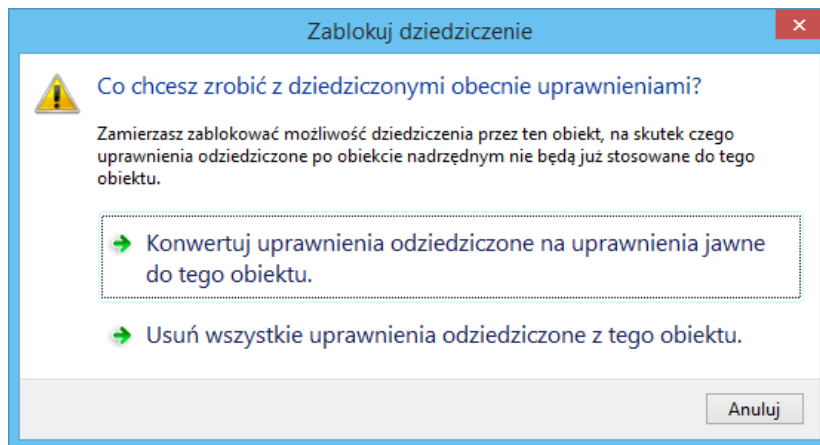 Zablokuj dziedziczenie
Co chcesz zrobić z dziedziczonymi obecnie uprawnieniami?
Zamierzasz zablokować możliwość dziedziczenia przez ten obiekt, na skutek czego
uprawnienia odziedziczone po obiekcie nadrzędnym nie będą już stosowane do tego
obiektu.
Konwertuj uprawnienia odziedziczone na uprawnienia jawne
do tego obiektu.
Usuń wszystkie uprawnienia odziedziczone z tego obiektu.
Anuluj